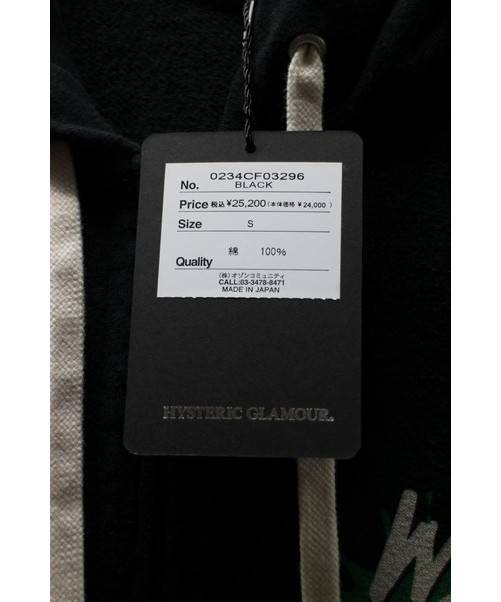 No. 0234CF03296
BLACK
Price 税込 ¥25,200 (本体価格 ¥24,000)
Size S
Quality 綿 100%
(株)オゾンコミュニティ
CALL:03-3478-8471
MADE IN JAPAN
HYSTERIC GLAMOUR.
W